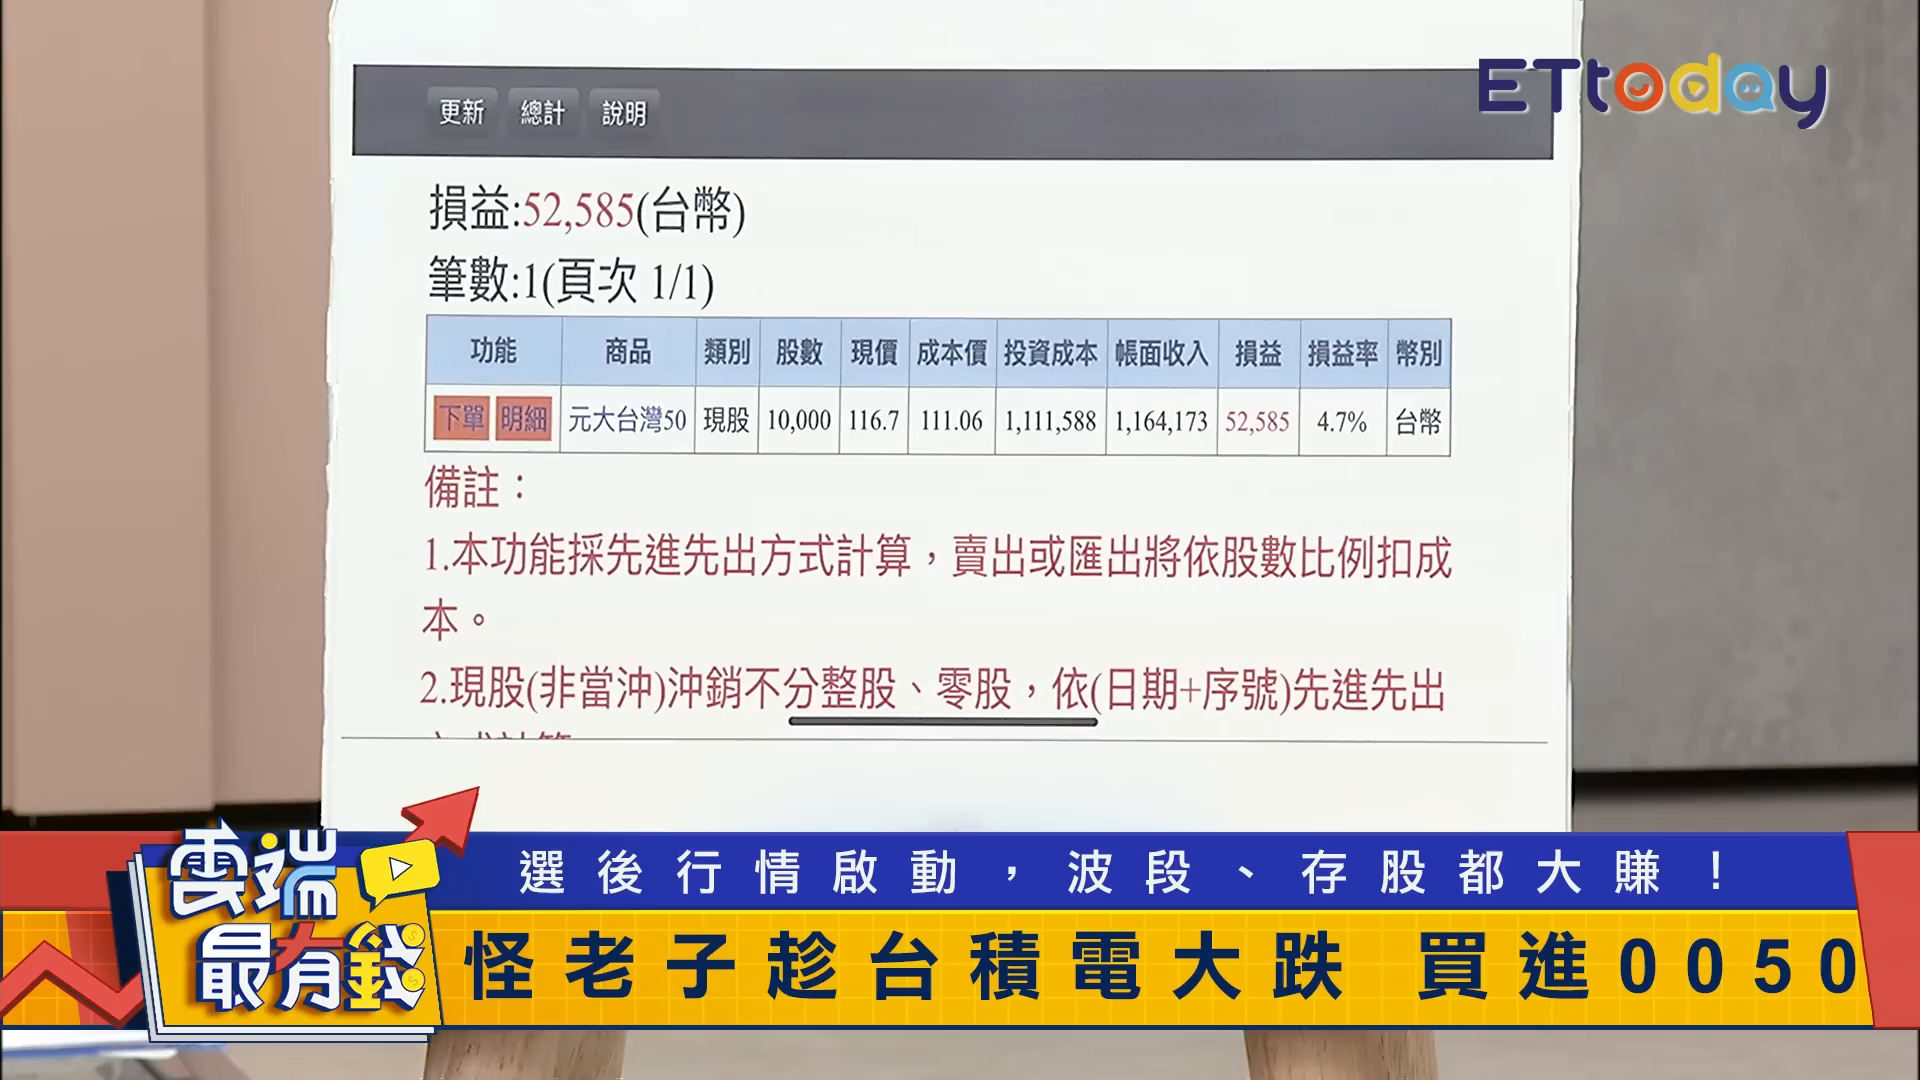 ETtoday
更新 總計 說明
損益:52,585(台幣)
筆數:1(頁次 1/1)
功能 商品 類別 股數 現價 成本價 投資成本 帳面收入 損益 損益率 幣別
下單 明細 元大台灣50 現股 10,000 116.7 111.06 1,111,588 1,164,173 52,585 4.7% 台幣
備註：
1.本功能採先進先出方式計算，賣出或匯出將依股數比例扣成
本。
2.現股(非當沖)沖銷不分整股、零股，依(日期+序號)先進先出
雲端
最有錢
選後行情啟動，波段、存股都大賺！
怪老子趁台積電大跌 買進0050